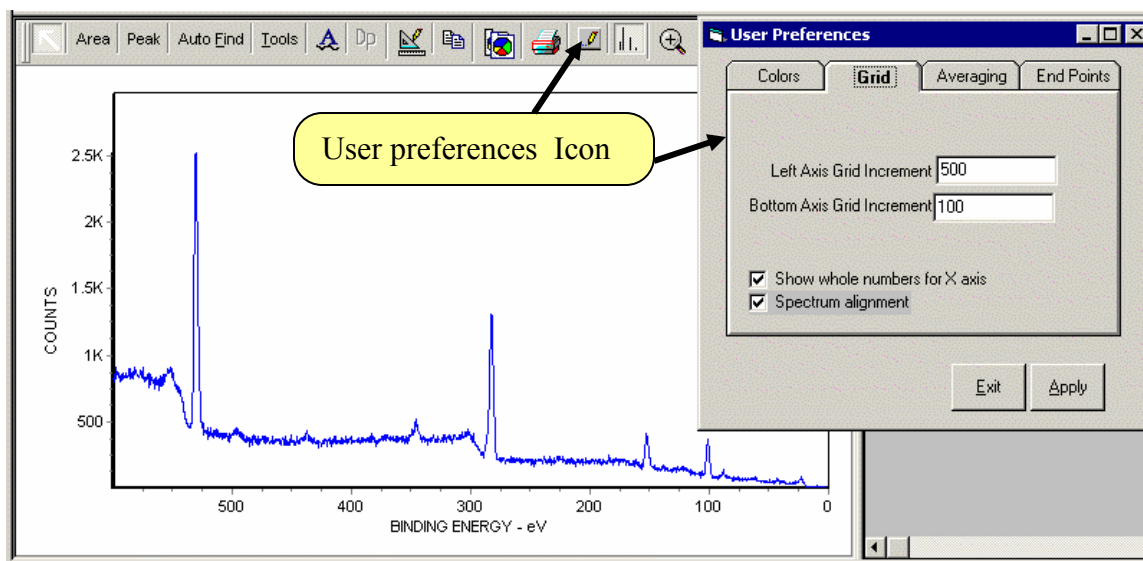 Area Peak Auto Find Tools A Dp
User Preferences
Colors Grid Averaging End Points
User preferences Icon
Left Axis Grid Increment 500
Bottom Axis Grid Increment 100
Show whole numbers for X axis
Spectrum alignment
Exit Apply
2.5K
2K
1.5K
1K
500
COUNTS
500 400 300 200 100 0
BINDING ENERGY - eV